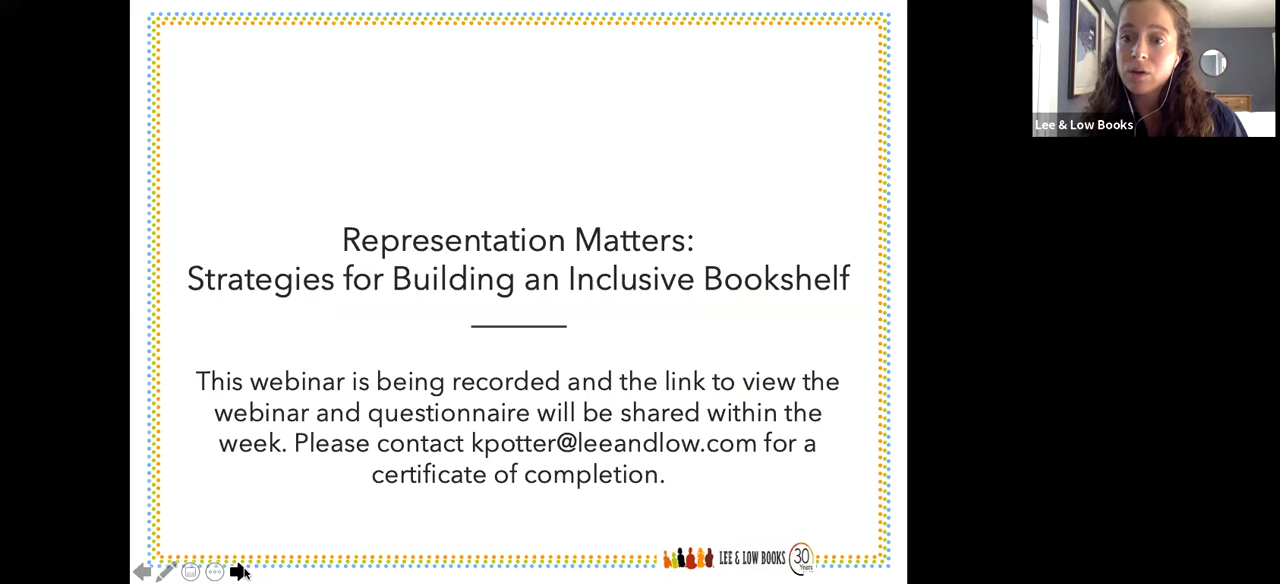 Representation Matters:
Strategies for Building an Inclusive Bookshelf
This webinar is being recorded and the link to view the
webinar and questionnaire will be shared within the
week. Please contact kpotter@leeandlow.com for a
certificate of completion.
LEE & LOW BOOKS
30
Years
Lee & Low Books